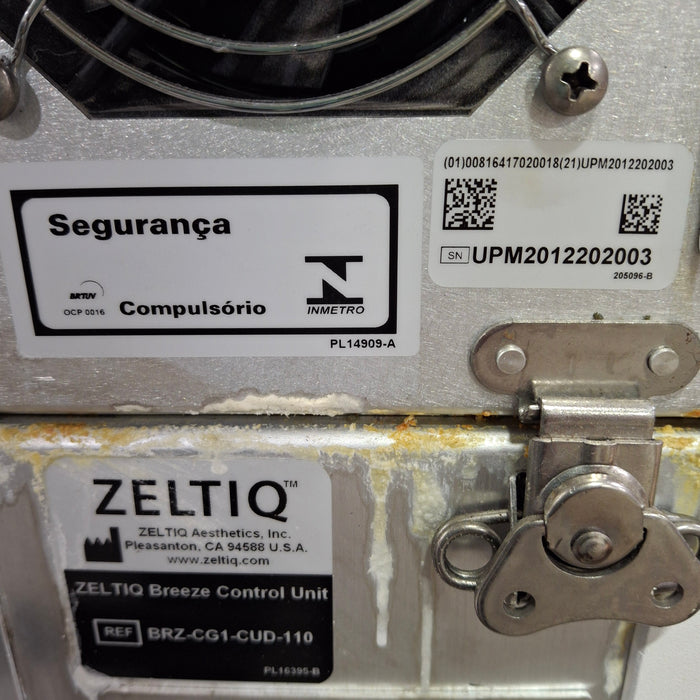 (01)00816417020018(21)UPM2012202003
SN UPM2012202003
205096-B
Segurança
BRTUV
OCP 0016
Compulsório
INMETRO
PL14909-A
ZELTIQ™
ZELTIQ Aesthetics, Inc.
Pleasanton, CA 94588 U.S.A.
www.zeltiq.com
ZELTIQ Breeze Control Unit
REF BRZ-CG1-CUD-110
PL16395-B